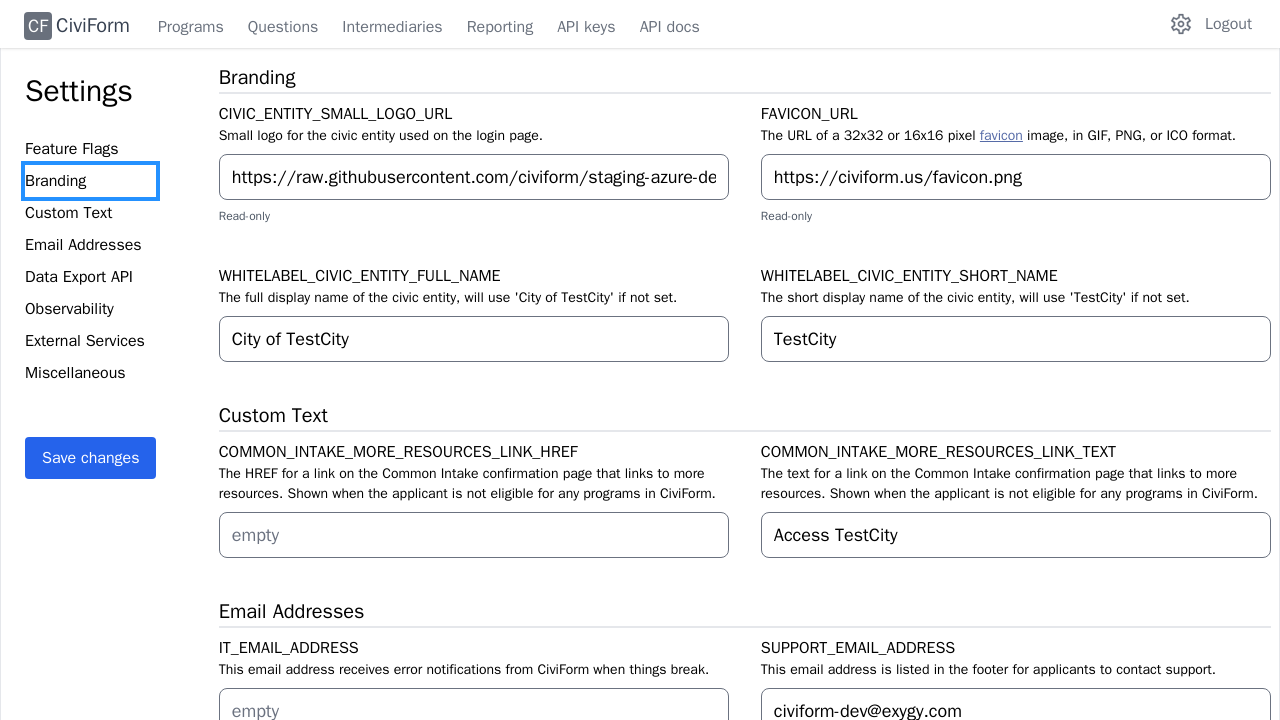 CF CiviForm Programs Questions Intermediaries Reporting API keys API docs Logout
Settings
Feature Flags
Branding
Custom Text
Email Addresses
Data Export API
Observability
External Services
Miscellaneous
Save changes
Branding
CIVIC_ENTITY_SMALL_LOGO_URL
Small logo for the civic entity used on the login page.
https://raw.githubusercontent.com/civiform/staging-azure-de
Read-only
FAVICON_URL
The URL of a 32x32 or 16x16 pixel favicon image, in GIF, PNG, or ICO format.
https://civiform.us/favicon.png
Read-only
WHITELABEL_CIVIC_ENTITY_FULL_NAME
The full display name of the civic entity, will use 'City of TestCity' if not set.
City of TestCity
WHITELABEL_CIVIC_ENTITY_SHORT_NAME
The short display name of the civic entity, will use 'TestCity' if not set.
TestCity
Custom Text
COMMON_INTAKE_MORE_RESOURCES_LINK_HREF
The HREF for a link on the Common Intake confirmation page that links to more
resources. Shown when the applicant is not eligible for any programs in CiviForm.
empty
COMMON_INTAKE_MORE_RESOURCES_LINK_TEXT
The text for a link on the Common Intake confirmation page that links to more
resources. Shown when the applicant is not eligible for any programs in CiviForm.
Access TestCity
Email Addresses
IT_EMAIL_ADDRESS
This email address receives error notifications from CiviForm when things break.
empty
SUPPORT_EMAIL_ADDRESS
This email address is listed in the footer for applicants to contact support.
civiform-dev@exygy.com